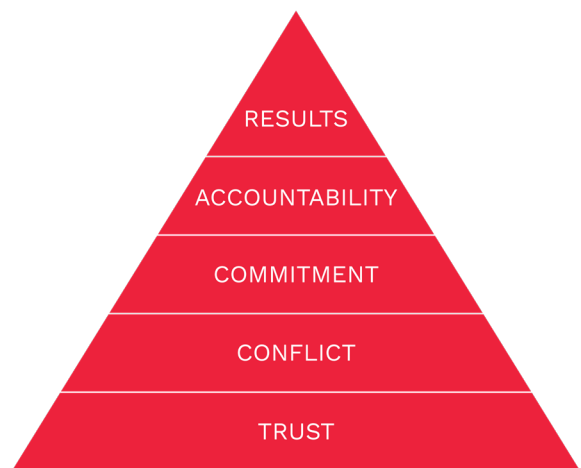 RESULTS
ACCOUNTABILITY
COMMITMENT
CONFLICT
TRUST